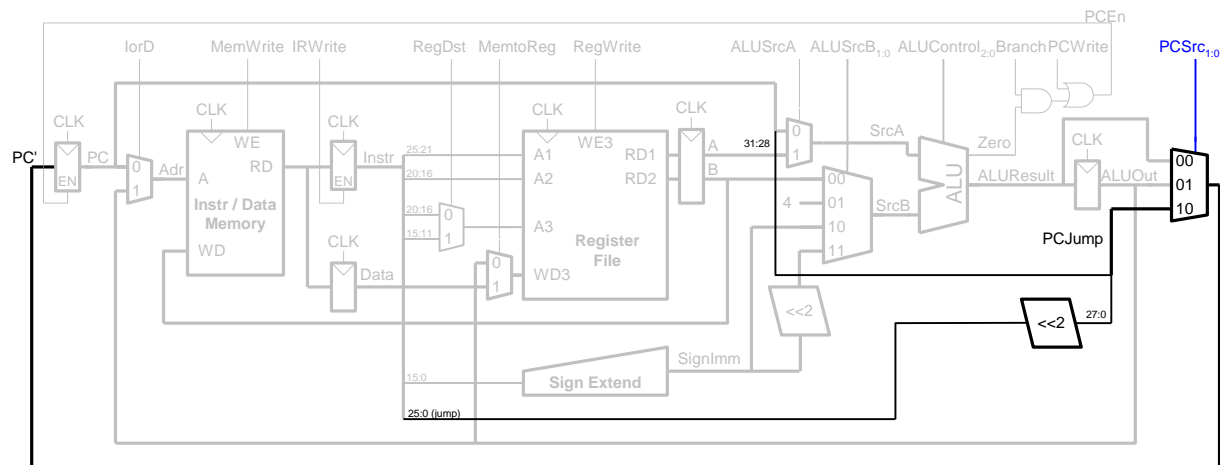 PCEn
IorD MemWrite IRWrite RegDst MemtoReg RegWrite ALUSrcA ALUSrcB1:0 ALUControl2:0 Branch PCWrite PCSrc1:0
CLK CLK CLK CLK CLK CLK
PC' PC 0 1 Adr EN
WE RD A Instr / Data Memory WD
Instr EN
CLK Data
25:21
20:16
20:16 0
15:11 1
0
1
WE3
A1 RD1
A2 RD2
A3
Register
File
WD3
A
B
31:28
0
1
SrcA
4
00
01
10
11
SrcB
ALU
Zero
ALUResult
ALUOut
00
01
10
PCJump
<<2
<<2
27:0
SignImm
15:0
Sign Extend
25:0 (jump)